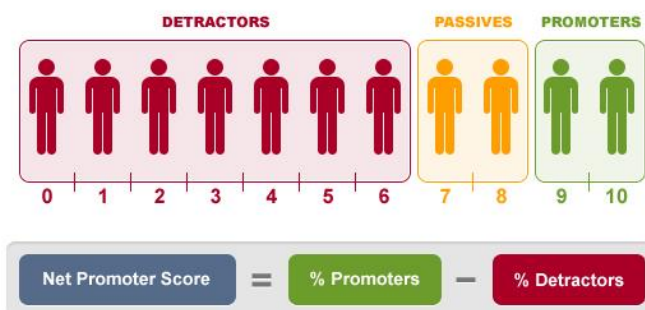 DETRACTORS PASSIVES PROMOTERS
0 1 2 3 4 5 6 7 8 9 10
Net Promoter Score = % Promoters − % Detractors